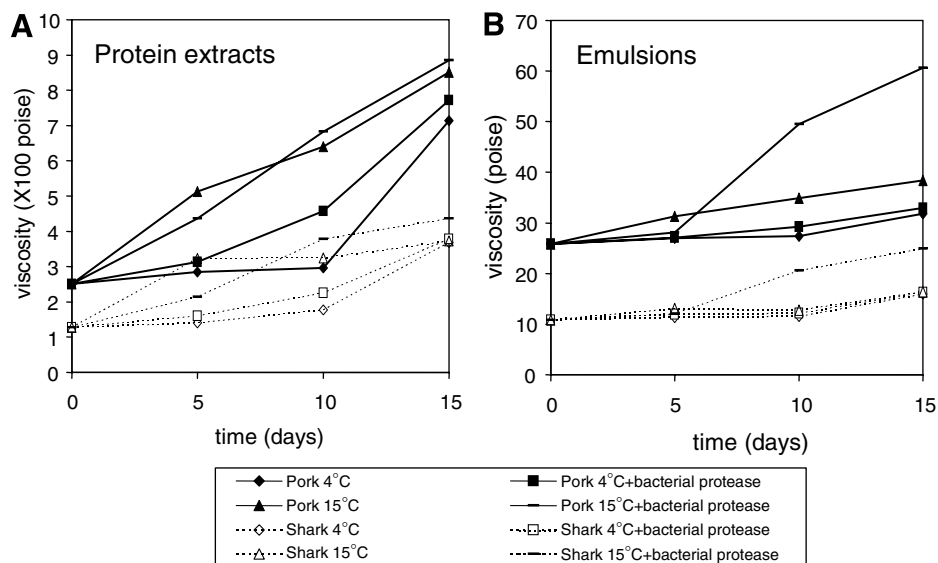 A
Protein extracts
viscosity (X100 poise)
10
9
8
7
6
5
4
3
2
1
0
0 5 10 15
time (days)
B
Emulsions
viscosity (poise)
70
60
50
40
30
20
10
0
0 5 10 15
time (days)
Pork 4°C
Pork 15°C
Shark 4°C
Shark 15°C
Pork 4°C+bacterial protease
Pork 15°C+bacterial protease
Shark 4°C+bacterial protease
Shark 15°C+bacterial protease